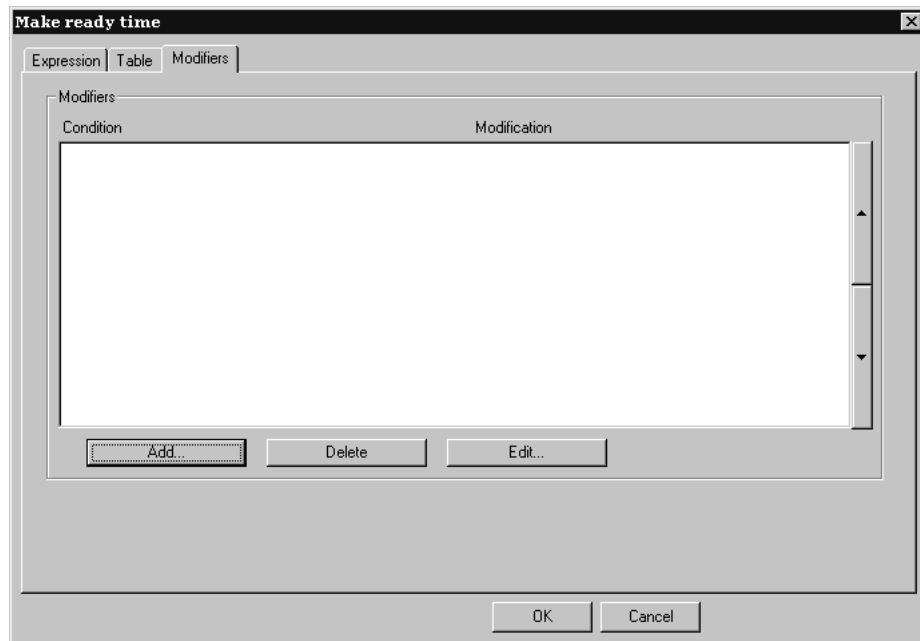 Make ready time
Expression Table Modifiers
Modifiers
Condition Modification
Add... Delete Edit...
OK Cancel